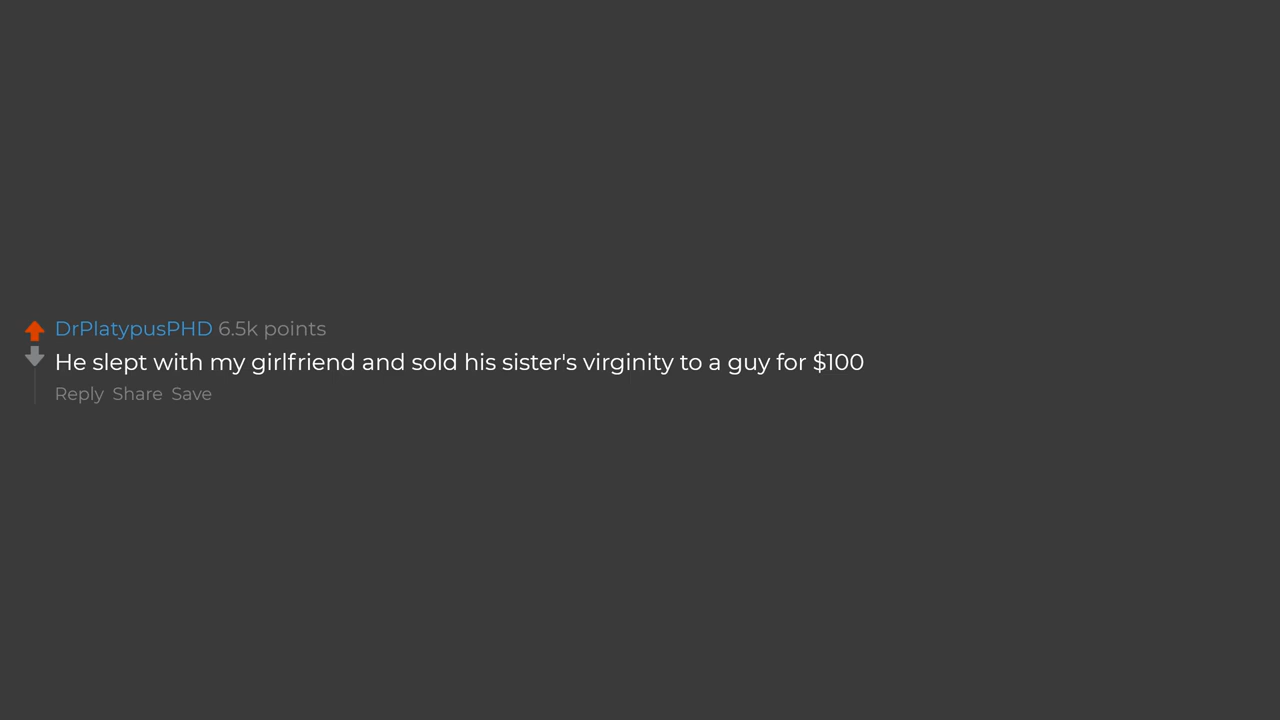 DrPlatypusPHD 6.5k points
He slept with my girlfriend and sold his sister's virginity to a guy for $100
Reply Share Save